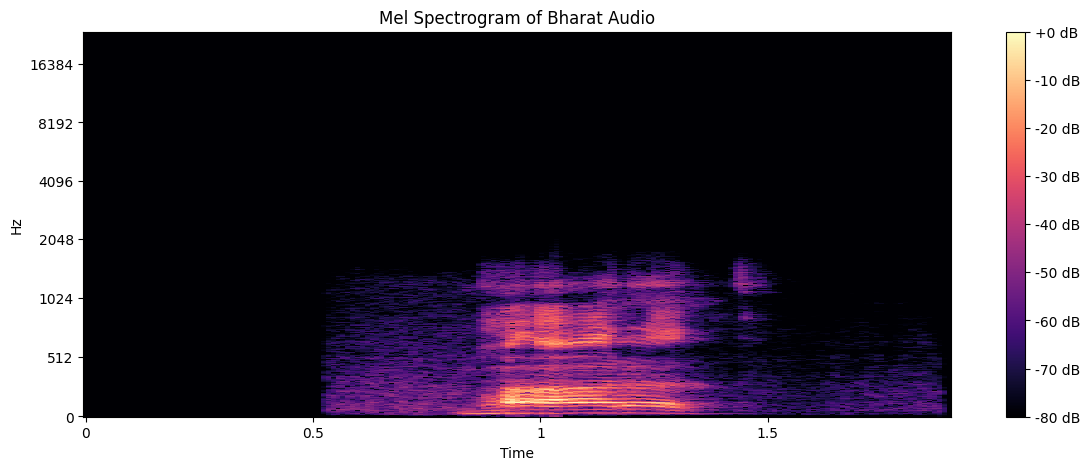 Mel Spectrogram of Bharat Audio
Hz
16384
8192
4096
2048
1024
512
0
0
0.5
1
1.5
Time
+0 dB
-10 dB
-20 dB
-30 dB
-40 dB
-50 dB
-60 dB
-70 dB
-80 dB